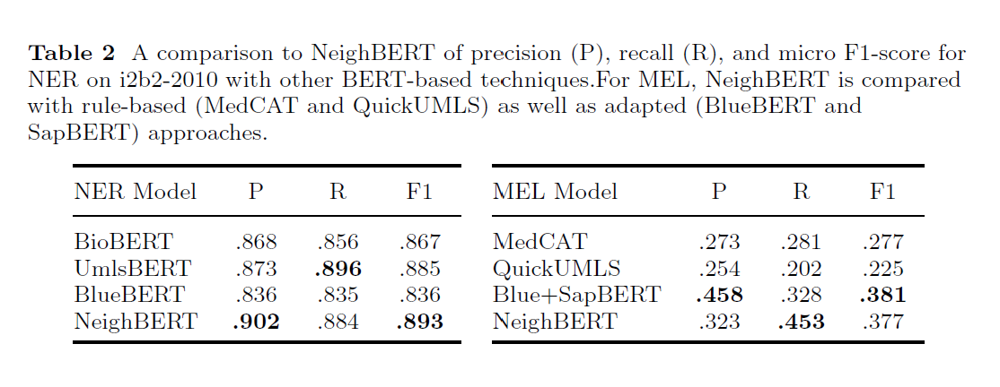 Table 2 A comparison to NeighBERT of precision (P), recall (R), and micro F1-score for
NER on i2b2-2010 with other BERT-based techniques.For MEL, NeighBERT is compared
with rule-based (MedCAT and QuickUMLS) as well as adapted (BlueBERT and
SapBERT) approaches.
NER Model P R F1
BioBERT .868 .856 .867
UmlsBERT .873 .896 .885
BlueBERT .836 .835 .836
NeighBERT .902 .884 .893
MEL Model P R F1
MedCAT .273 .281 .277
QuickUMLS .254 .202 .225
Blue+SapBERT .458 .328 .381
NeighBERT .323 .453 .377